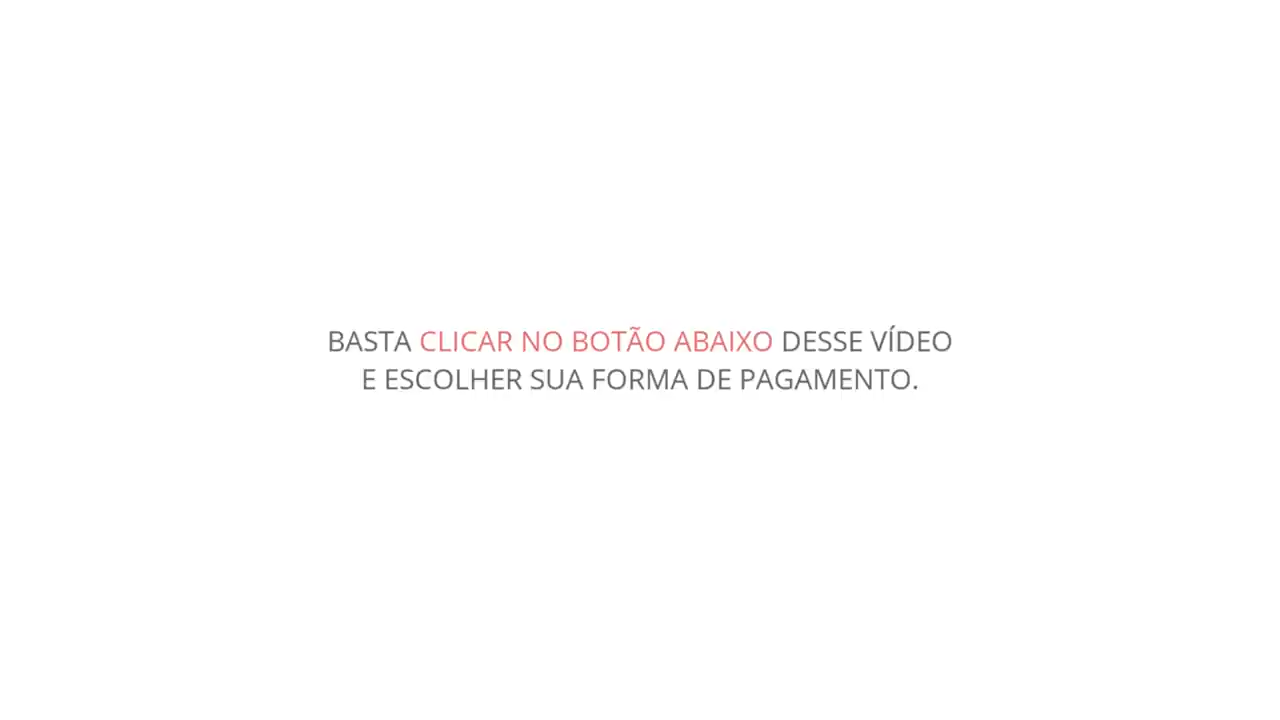 BASTA CLICAR NO BOTÃO ABAIXO DESSE VÍDEO
E ESCOLHER SUA FORMA DE PAGAMENTO.